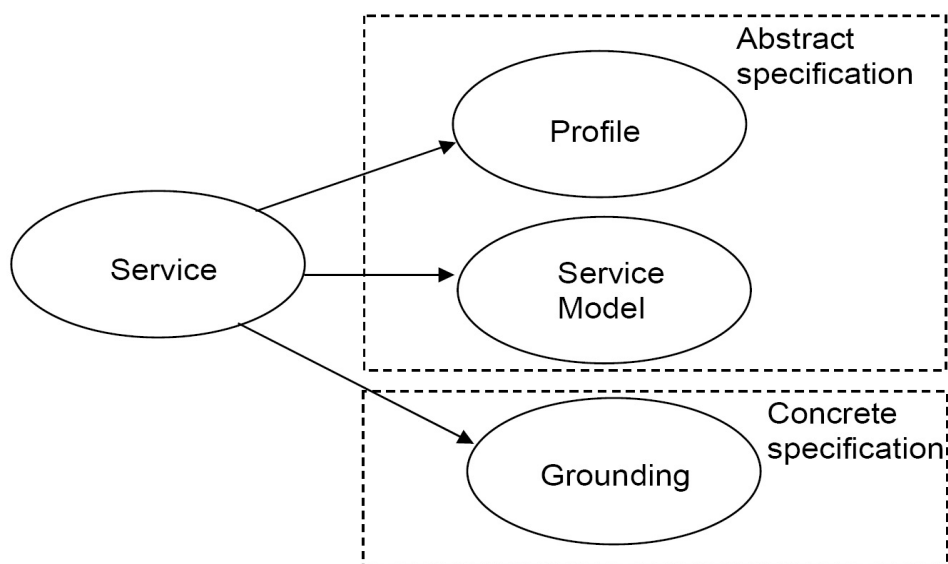 Abstract
specification
Profile
Service
Service
Model
Concrete
specification
Grounding